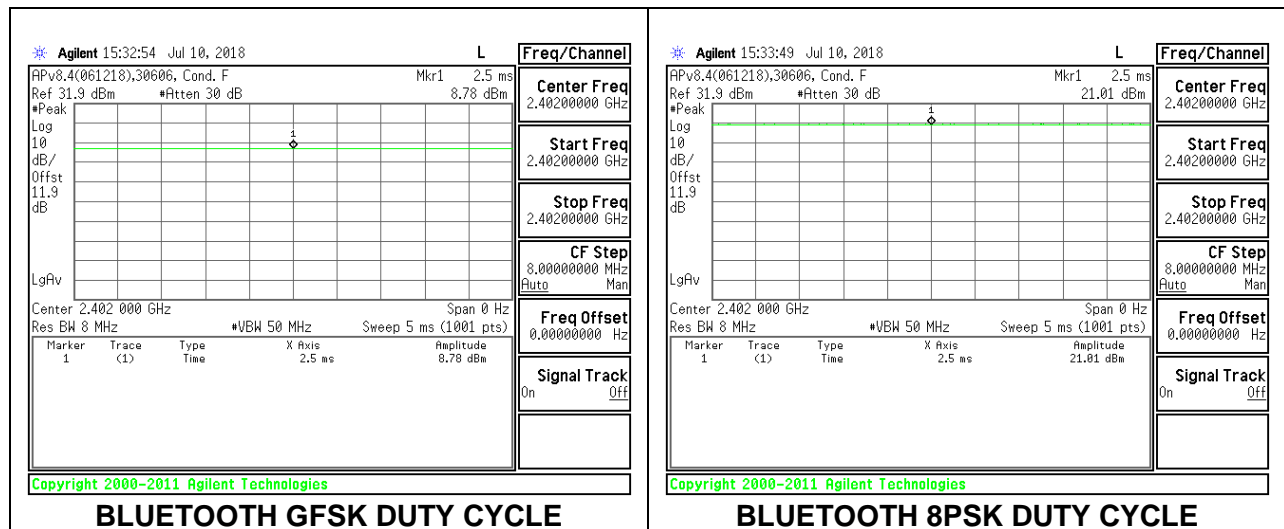 Agilent 15:32:54 Jul 10, 2018 L
APv8.4(061218),30606, Cond. F Mkr1 2.5 ms
Ref 31.9 dBm #Atten 30 dB 8.78 dBm
#Peak
Log
10
dB/
Offst
11.9
dB
LgAv
1
Center 2.402 000 GHz Span 0 Hz
Res BW 8 MHz #VBW 50 MHz Sweep 5 ms (1001 pts)
Marker Trace Type X Axis Amplitude
1 (1) Time 2.5 ms 8.78 dBm
Freq/Channel
Center Freq
2.40200000 GHz
Start Freq
2.40200000 GHz
Stop Freq
2.40200000 GHz
CF Step
8.00000000 MHz
Auto Man
Freq Offset
0.00000000 Hz
Signal Track
On Off
Copyright 2000-2011 Agilent Technologies
BLUETOOTH GFSK DUTY CYCLE
Agilent 15:33:49 Jul 10, 2018 L
APv8.4(061218),30606, Cond. F Mkr1 2.5 ms
Ref 31.9 dBm #Atten 30 dB 21.01 dBm
#Peak
Log
10
dB/
Offst
11.9
dB
LgAv
1
Center 2.402 000 GHz Span 0 Hz
Res BW 8 MHz #VBW 50 MHz Sweep 5 ms (1001 pts)
Marker Trace Type X Axis Amplitude
1 (1) Time 2.5 ms 21.01 dBm
Freq/Channel
Center Freq
2.40200000 GHz
Start Freq
2.40200000 GHz
Stop Freq
2.40200000 GHz
CF Step
8.00000000 MHz
Auto Man
Freq Offset
0.00000000 Hz
Signal Track
On Off
Copyright 2000-2011 Agilent Technologies
BLUETOOTH 8PSK DUTY CYCLE